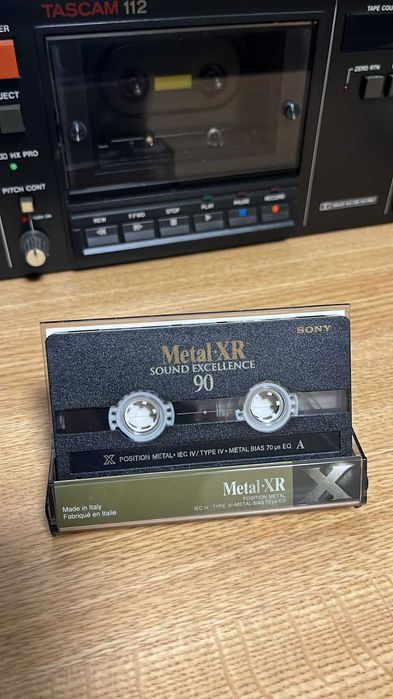 TASCAM 112
TAPE COU
ER
JECT
ZERO RTN
HX PRO
PITCH CONT
REW
F.FWD
STOP
PLAY
PAUSE
RECORD
SONY
Metal·XR
SOUND EXCELLENCE
90
X POSITION METAL · IEC IV / TYPE IV · METAL BIAS 70 µs EQ. A
Metal·XR
POSITION METAL
IEC IV · TYPE IV · METAL BIAS 70 µs EQ
X
Made in Italy
Fabriqué en Italie